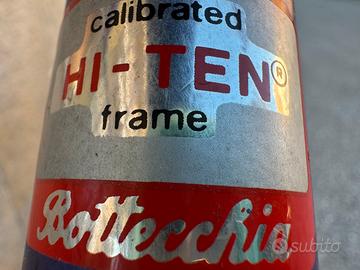 calibrated
HI-TEN®
frame
Bottecchia
subito